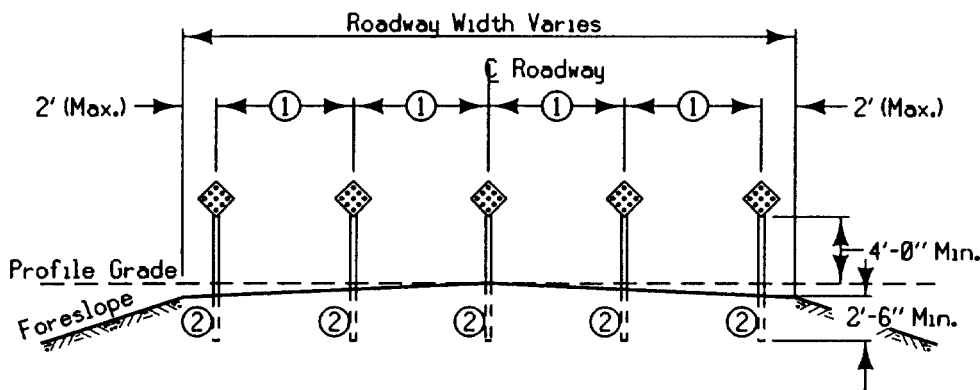 Roadway Width Varies
℄ Roadway
2' (Max.) ① ① ① ① 2' (Max.)
4'-0" Min.
Profile Grade
Foreslope
② ② ② ② ② 2'-6" Min.